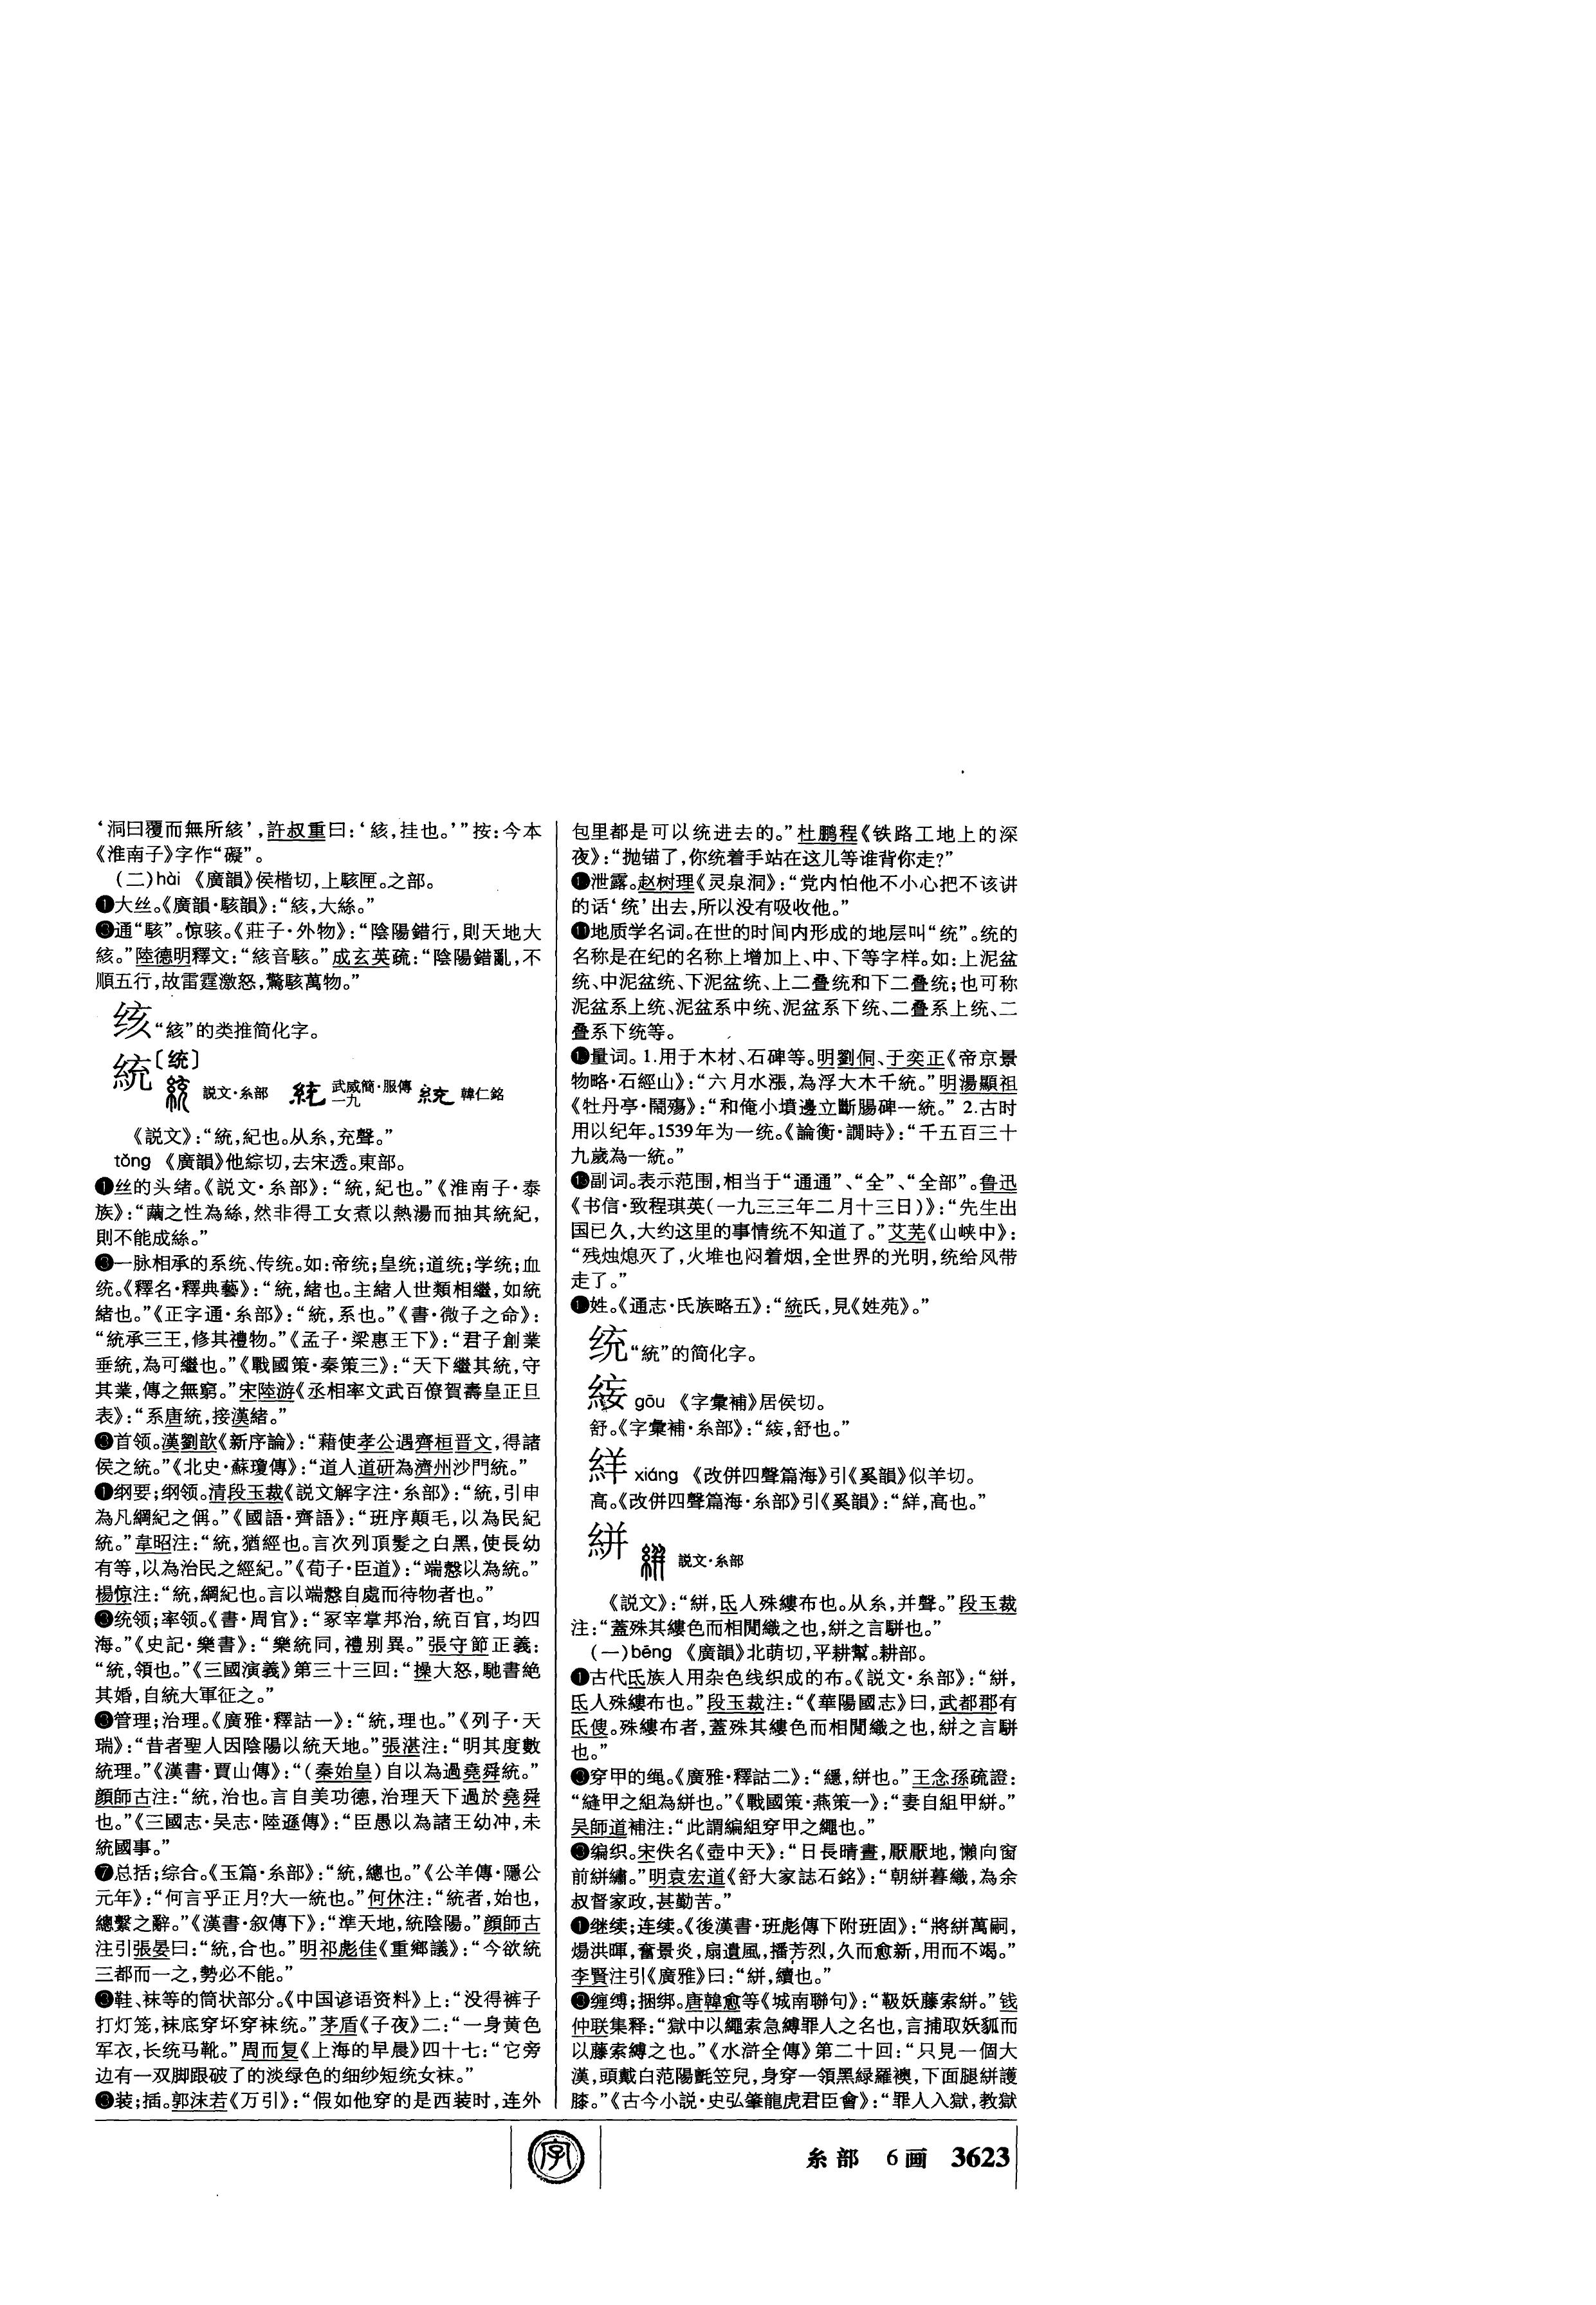 ‘洞曰覆而無所絯’,許叔重曰:‘絯,挂也。’”按:今本
《淮南子》字作“礙”。
(二)hài 《廣韻》侯楷切,上駭匣。之部。
❶大丝。《廣韻·駭韻》:“絯,大絲。”
通“駭”。惊骇。《莊子·外物》:“陰陽錯行,則天地大
絯。”陸德明釋文:“絯音駭。”成玄英疏:“陰陽錯亂,不
順五行,故雷霆激怒,驚駭萬物。”
“絯”的类推简化字。
統〔统〕
説文·糸部 武威簡·服傳一九 韓仁銘
《説文》:“統,紀也。从糸,充聲。”
tǒng 《廣韻》他綜切,去宋透。東部。
❶丝的头绪。《説文·糸部》:“統,紀也。”《淮南子·泰
族》:“繭之性為絲,然非得工女煮以熱湯而抽其統紀,
則不能成絲。”
一脉相承的系统、传统。如:帝统;皇统;道统;学统;血
统。《釋名·釋典藝》:“統,緒也。主緒人世類相繼,如統
緒也。”《正字通·糸部》:“統,系也。”《書·微子之命》:
“統承三王,修其禮物。”《孟子·梁惠王下》:“君子創業
垂統,為可繼也。”《戰國策·秦策三》:“天下繼其統,守
其業,傳之無窮。”宋陸游《丞相率文武百僚賀壽皇正旦
表》:“系唐統,接漢緒。”
首领。漢劉歆《新序論》:“藉使孝公遇齊桓晋文,得諸
侯之統。”《北史·蘇瓊傳》:“道人道研為濟州沙門統。”
纲要;纲领。清段玉裁《説文解字注·糸部》:“統,引申
為凡綱紀之偁。”《國語·齊語》:“班序顛毛,以為民紀
統。”韋昭注:“統,猶經也。言次列頂髮之白黑,使長幼
有等,以為治民之經紀。”《荀子·臣道》:“端慤以為統。”
楊倞注:“統,綱紀也。言以端慤自處而待物者也。”
统领;率领。《書·周官》:“冢宰掌邦治,統百官,均四
海。”《史記·樂書》:“樂統同,禮别異。”張守節正義:
“統,領也。”《三國演義》第三十三回:“操大怒,馳書絶
其婚,自統大軍征之。”
管理;治理。《廣雅·釋詁一》:“統,理也。”《列子·天
瑞》:“昔者聖人因陰陽以統天地。”張湛注:“明其度數
統理。”《漢書·賈山傳》:“(秦始皇)自以為過堯舜統。”
顔師古注:“統,治也。言自美功德,治理天下過於堯舜
也。”《三國志·吴志·陸遜傳》:“臣愚以為諸王幼冲,未
統國事。”
❼总括;综合。《玉篇·糸部》:“統,總也。”《公羊傳·隱公
元年》:“何言乎正月?大一統也。”何休注:“統者,始也,
總繫之辭。”《漢書·叙傳下》:“準天地,統陰陽。”顔師古
注引張晏曰:“統,合也。”明祁彪佳《重鄉議》:“今欲統
三都而一之,勢必不能。”
鞋、袜等的筒状部分。《中国谚语资料》上:“没得裤子
打灯笼,袜底穿坏穿袜统。”茅盾《子夜》二:“一身黄色
军衣,长统马靴。”周而复《上海的早晨》四十七:“它旁
边有一双脚跟破了的淡绿色的细纱短统女袜。”
装;插。郭沫若《万引》:“假如他穿的是西装时,连外
包里都是可以统进去的。”杜鹏程《铁路工地上的深
夜》:“抛锚了,你统着手站在这儿等谁背你走?”
泄露。赵树理《灵泉洞》:“党内怕他不小心把不该讲
的话‘统’出去,所以没有吸收他。”
⓫地质学名词。在世的时间内形成的地层叫“统”。统的
名称是在纪的名称上增加上、中、下等字样。如:上泥盆
统、中泥盆统、下泥盆统、上二叠统和下二叠统;也可称
泥盆系上统、泥盆系中统、泥盆系下统、二叠系上统、二
叠系下统等。
量词。1.用于木材、石碑等。明劉侗、于奕正《帝京景
物略·石經山》:“六月水漲,為浮大木千統。”明湯顯祖
《牡丹亭·鬧殤》:“和俺小墳邊立斷腸碑一統。”2.古时
用以纪年。1539年为一统。《論衡·讇時》:“千五百三十
九歲為一統。”
副词。表示范围,相当于“通通”、“全”、“全部”。鲁迅
《书信·致程琪英(一九三三年二月十三日)》:“先生出
国已久,大约这里的事情统不知道了。”艾芜《山峡中》:
“残烛熄灭了,火堆也闷着烟,全世界的光明,统给风带
走了。”
姓。《通志·氏族略五》:“統氏,見《姓苑》。”
统 “統”的简化字。
gōu 《字彙補》居侯切。
舒。《字彙補·糸部》:“,舒也。”
絴 xiáng 《改併四聲篇海》引《奚韻》似羊切。
高。《改併四聲篇海·糸部》引《奚韻》:“絴,高也。”
絣 説文·糸部
《説文》:“絣,氐人殊縷布也。从糸,并聲。”段玉裁
注:“蓋殊其縷色而相閒織之也,絣之言駢也。”
(一)bēng 《廣韻》北萌切,平耕幫。耕部。
❶古代氐族人用杂色线织成的布。《説文·糸部》:“絣,
氐人殊縷布也。”段玉裁注:“《華陽國志》曰,武都郡有
氐傁。殊縷布者,蓋殊其縷色而相閒織之也,絣之言駢
也。”
穿甲的绳。《廣雅·釋詁二》:“繉,絣也。”王念孫疏證:
“縫甲之組為絣也。”《戰國策·燕策一》:“妻自組甲絣。”
吴師道補注:“此謂編組穿甲之繩也。”
编织。宋佚名《壺中天》:“日長晴晝,厭厭地,懶向窗
前絣繡。”明袁宏道《舒大家誌石銘》:“朝絣暮織,為余
叔督家政,甚勤苦。”
继续;连续。《後漢書·班彪傳下附班固》:“將絣萬嗣,
煬洪暉,奮景炎,扇遺風,播芳烈,久而愈新,用而不竭。”
李賢注引《廣雅》曰:“絣,續也。”
缠缚;捆绑。唐韓愈等《城南聯句》:“靸妖藤索絣。”钱
仲联集释:“獄中以繩索急縛罪人之名也,言捕取妖狐而
以藤索縛之也。”《水滸全傳》第二十回:“只見一個大
漢,頭戴白范陽氈笠兒,身穿一領黑緑羅襖,下面腿絣護
膝。”《古今小説·史弘肇龍虎君臣會》:“罪人入獄,教獄
字
糸部 6画 3623